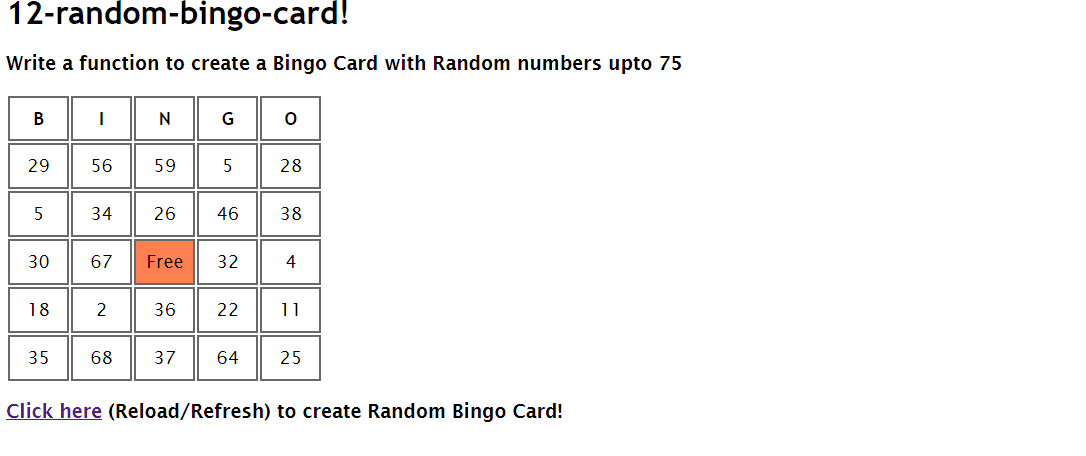 12-random-bingo-card!
Write a function to create a Bingo Card with Random numbers upto 75
B I N G O
29 56 59 5 28
5 34 26 46 38
30 67 Free 32 4
18 2 36 22 11
35 68 37 64 25
Click here (Reload/Refresh) to create Random Bingo Card!